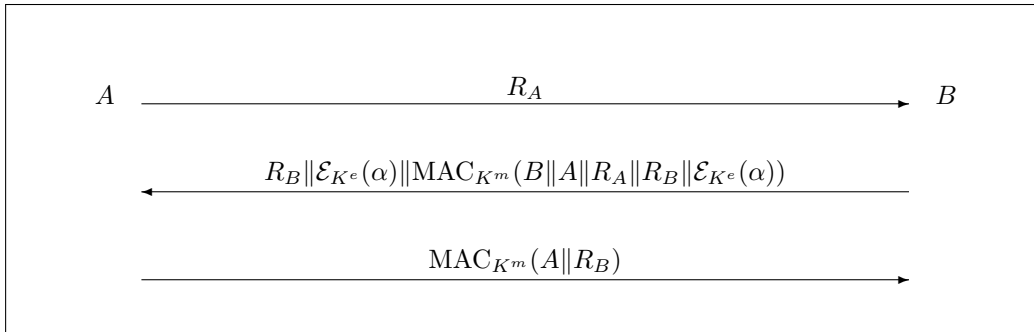 R_A
A B
R_B‖ℰ_{K^e}(α)‖MAC_{K^m}(B‖A‖R_A‖R_B‖ℰ_{K^e}(α))
MAC_{K^m}(A‖R_B)